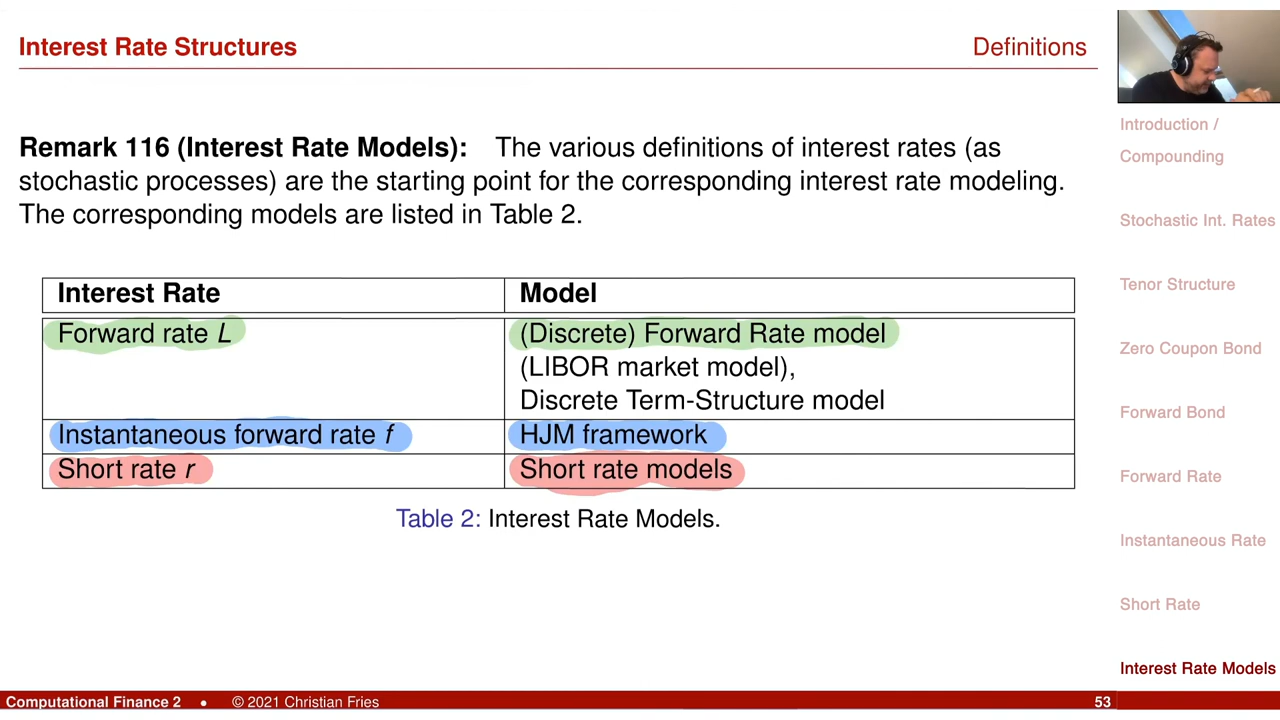 Interest Rate Structures
Definitions
Remark 116 (Interest Rate Models): The various definitions of interest rates (as
stochastic processes) are the starting point for the corresponding interest rate modeling.
The corresponding models are listed in Table 2.
Interest Rate
Model
Forward rate L
(Discrete) Forward Rate model
(LIBOR market model),
Discrete Term-Structure model
Instantaneous forward rate f
HJM framework
Short rate r
Short rate models
Table 2: Interest Rate Models.
Introduction /
Compounding
Stochastic Int. Rates
Tenor Structure
Zero Coupon Bond
Forward Bond
Forward Rate
Instantaneous Rate
Short Rate
Interest Rate Models
Computational Finance 2 • © 2021 Christian Fries
53